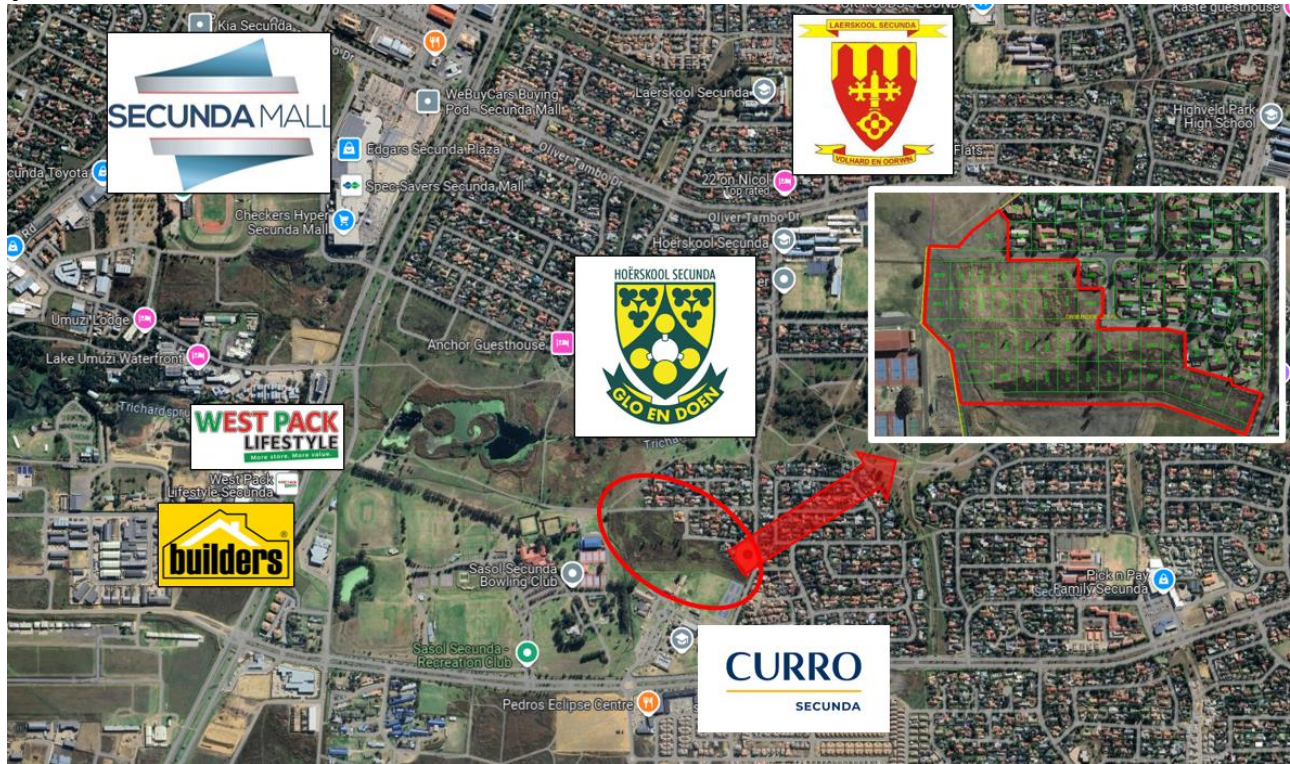 Kia Secunda
SECUNDA MALL
WeBuyCars Buying
Pod - Secunda Mall
Edgars Secunda Plaza
Spec-Savers Secunda Mall
Checkers Hyper
Secunda Mall
cunda Toyota
Rd
Oliver Tambo Dr
Laerskool Secunda
LAERSKOOL SECUNDA
VOLHARD EN OORWIN
Kaste guesthouse
Highveld Park
High School
Flats
22 on Nicol
Top rated
Oliver Tambo Dr
Hoërskool Secunda
HOËRSKOOL SECUNDA
GLO EN DOEN
Anchor Guesthouse
Umuzi Lodge
Lake Umuzi Waterfront
Trichardspru
WEST PACK
LIFESTYLE
More store, More value.
West Pack
Lifestyle Secunda
builders
Sasol Secunda
Bowling Club
Sasol Secunda -
Recreation Club
Pedros Eclipse Centre
CURRO
SECUNDA
Pick n Pay
Family Secunda